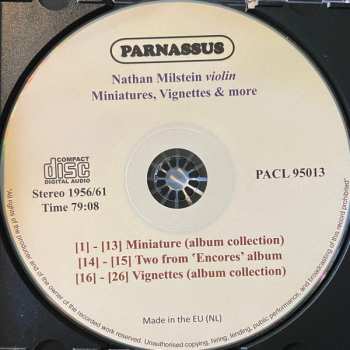 PARNASSUS
Nathan Milstein violin
Miniatures, Vignettes & more
COMPACT
disc
DIGITAL AUDIO
Stereo 1956/61
Time 79:08
PACL 95013
[1] - [13] Miniature (album collection)
[14] - [15] Two from 'Encores' album
[16] - [26] Vignettes (album collection)
Made in the EU (NL)
"All rights of the producer and of the owner of the recorded work reserved. Unauthorised copying, hiring, lending, public performance, and broadcasting of this record prohibited"